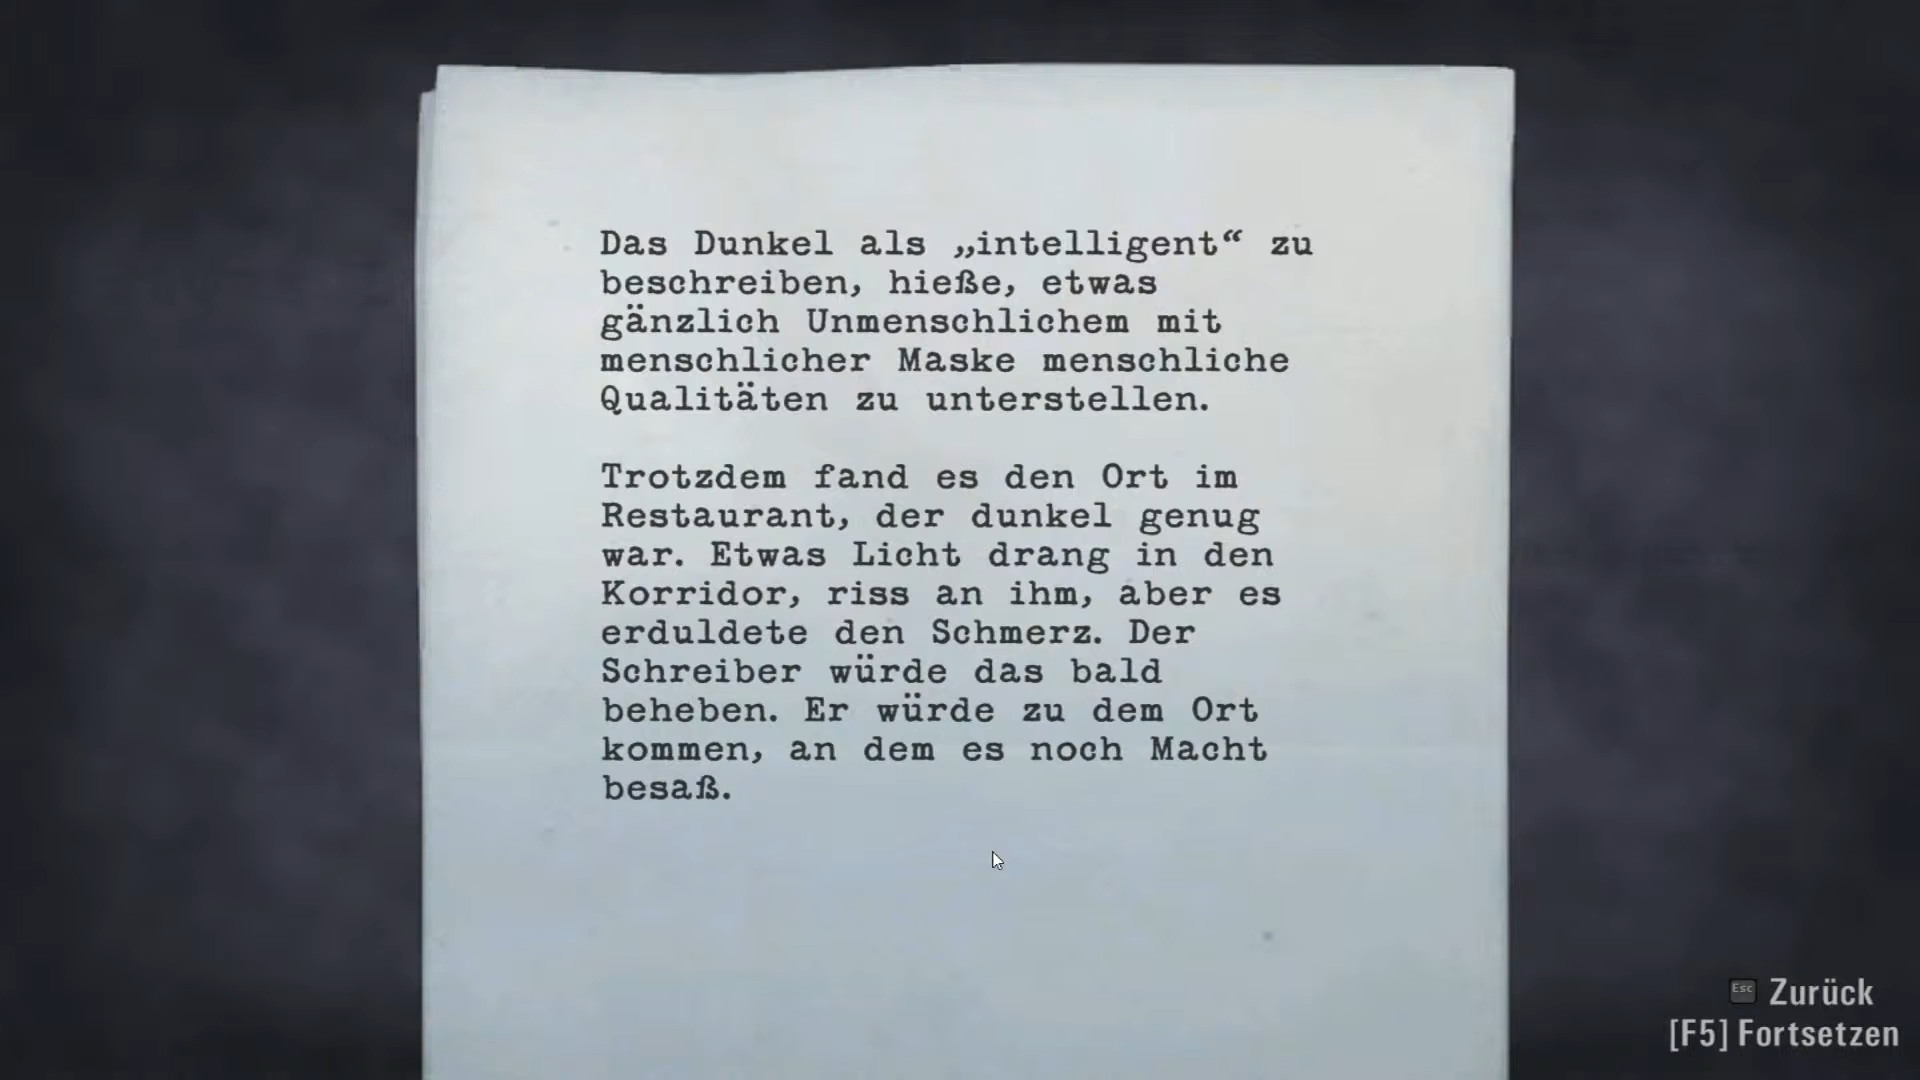 Das Dunkel als „intelligent“ zu
beschreiben, hieße, etwas
gänzlich Unmenschlichem mit
menschlicher Maske menschliche
Qualitäten zu unterstellen.
Trotzdem fand es den Ort im
Restaurant, der dunkel genug
war. Etwas Licht drang in den
Korridor, riss an ihm, aber es
erduldete den Schmerz. Der
Schreiber würde das bald
beheben. Er würde zu dem Ort
kommen, an dem es noch Macht
besaß.
Esc Zurück
[F5] Fortsetzen